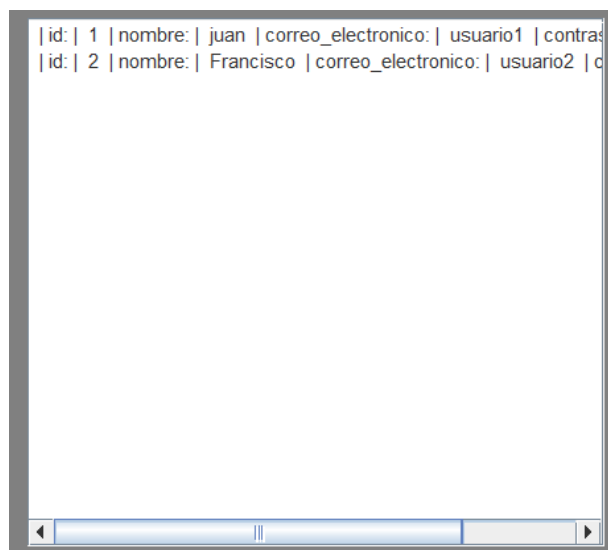 | id: |  1  | nombre: |  juan  | correo_electronico: |  usuario1  | contras
| id: |  2  | nombre: |  Francisco  | correo_electronico: |  usuario2  | c